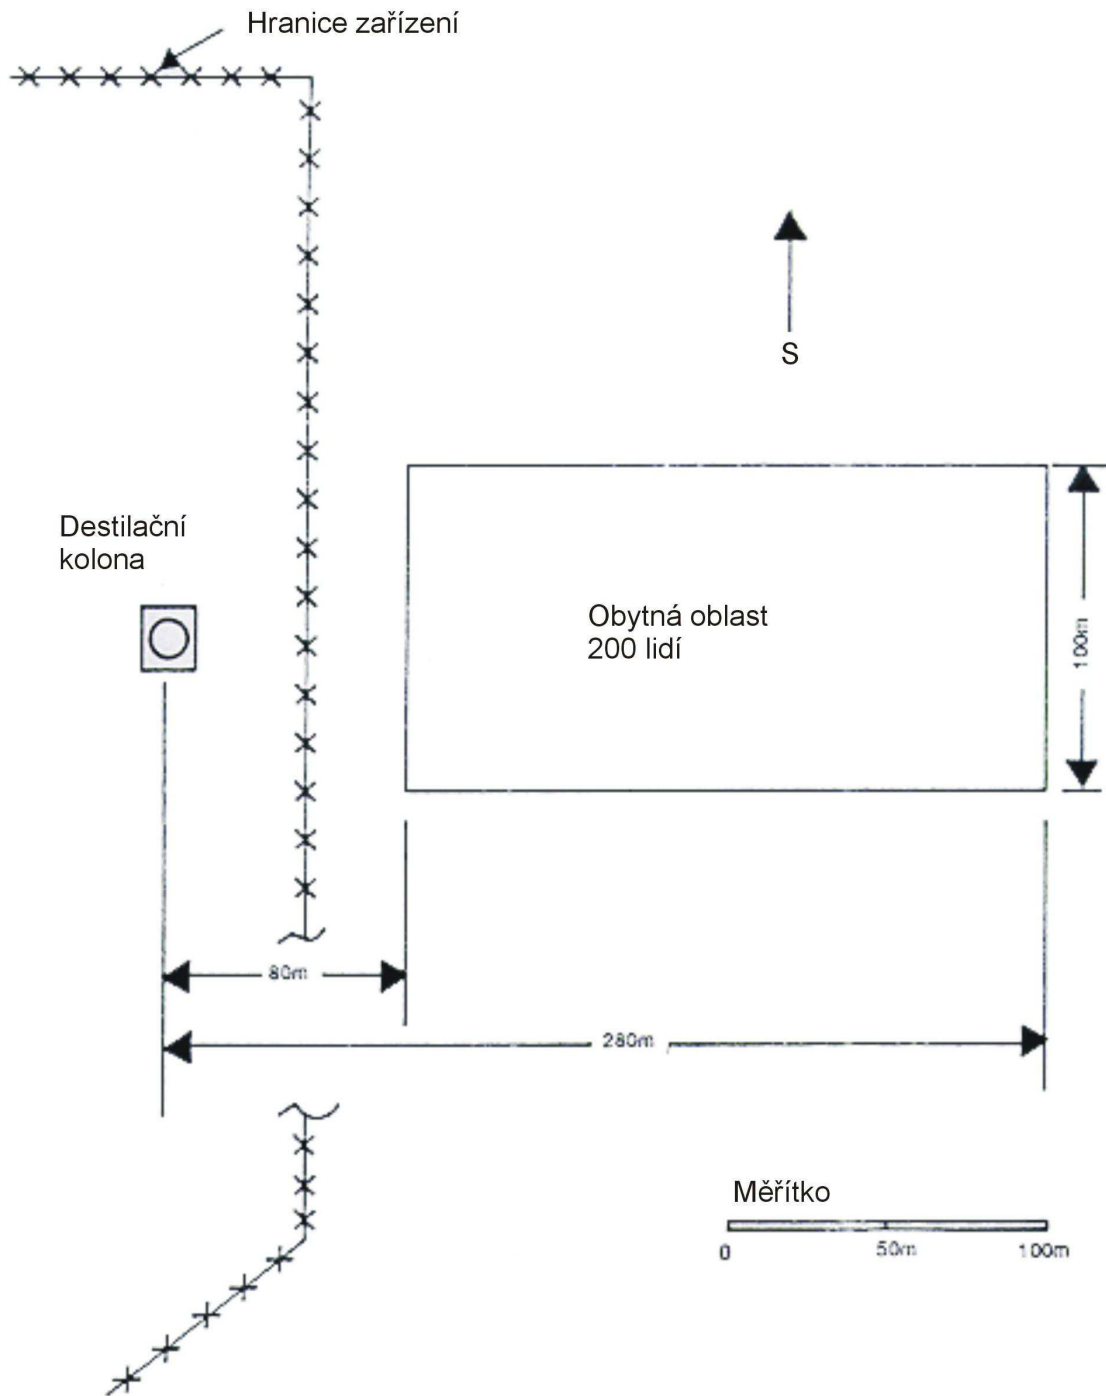 Hranice zařízení
S
Destilační
kolona
Obytná oblast
200 lidí
100m
80m
280m
Měřítko
0 50m 100m